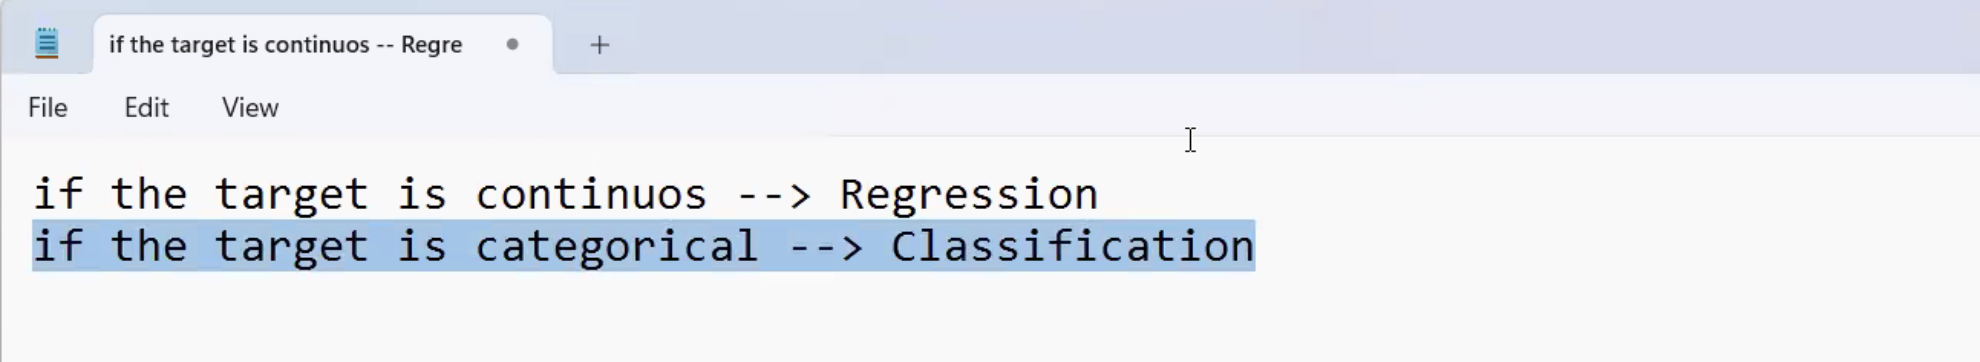 if the target is continuos -- Regre
File Edit View
if the target is continuos --> Regression
if the target is categorical --> Classification